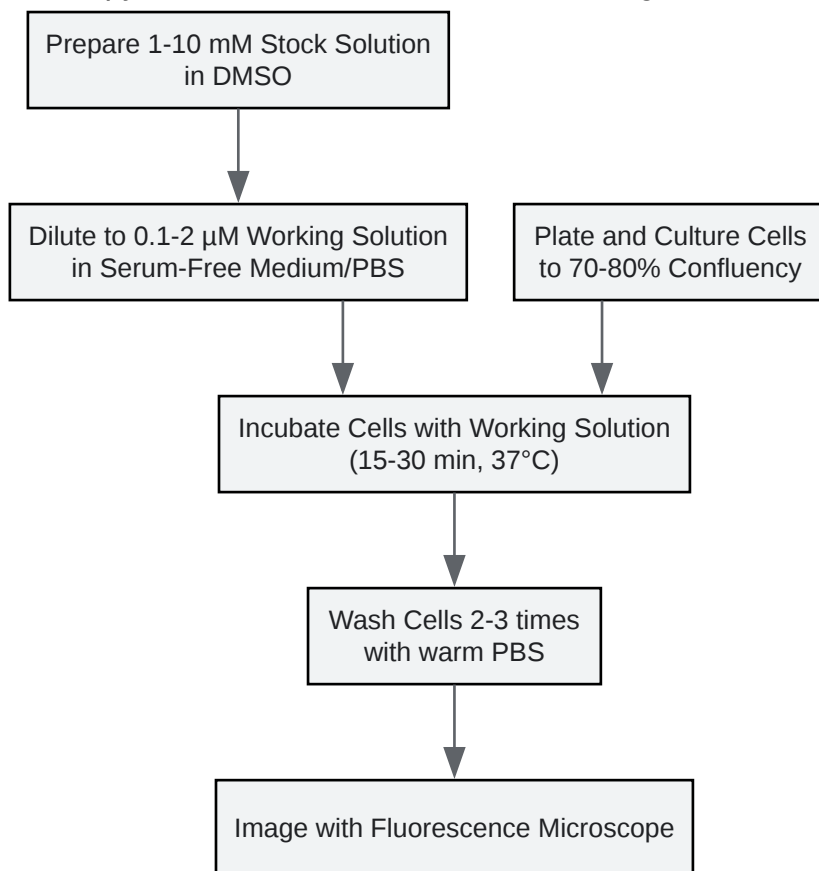 Prepare 1-10 mM Stock Solution
in DMSO
Dilute to 0.1-2 µM Working Solution
in Serum-Free Medium/PBS
Plate and Culture Cells
to 70-80% Confluency
Incubate Cells with Working Solution
(15-30 min, 37°C)
Wash Cells 2-3 times
with warm PBS
Image with Fluorescence Microscope